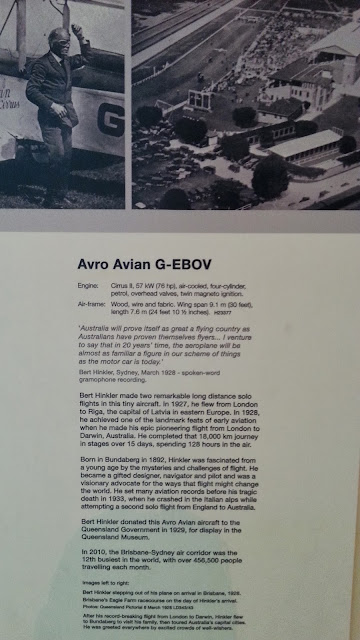 Cirrus
G
Avro Avian G-EBOV
Engine: Cirrus II, 57 kW (76 hp), air-cooled, four-cylinder,
petrol, overhead valves, twin magneto ignition.
Air-frame: Wood, wire and fabric. Wing span 9.1 m (30 feet),
length 7.6 m (24 feet 10 ½ inches). H23377
'Australia will prove itself as great a flying country as
Australians have proven themselves flyers... I venture
to say that in 20 years' time, the aeroplane will be
almost as familiar a figure in our scheme of things
as the motor car is today.'
Bert Hinkler, Sydney, March 1928 - spoken-word
gramophone recording.
Bert Hinkler made two remarkable long distance solo
flights in this tiny aircraft. In 1927, he flew from London
to Riga, the capital of Latvia in eastern Europe. In 1928,
he achieved one of the landmark feats of early aviation
when he made his epic pioneering flight from London to
Darwin, Australia. He completed that 18,000 km journey
in stages over 15 days, spending 128 hours in the air.
Born in Bundaberg in 1892, Hinkler was fascinated from
a young age by the mysteries and challenges of flight. He
became a gifted designer, navigator and pilot and was a
visionary advocate for the ways that flight might change
the world. He set many aviation records before his tragic
death in 1933, when he crashed in the Italian alps while
attempting a second solo flight from England to Australia.
Bert Hinkler donated this Avro Avian aircraft to the
Queensland Government in 1929, for display in the
Queensland Museum.
In 2010, the Brisbane-Sydney air corridor was the
12th busiest in the world, with over 456,500 people
travelling each month.
Images left to right:
Bert Hinkler stepping out of his plane on arrival in Brisbane, 1928.
Brisbane's Eagle Farm racecourse on the day of Hinkler's arrival.
Photos: Queensland Pictorial 8 March 1928
After his record-breaking flight from London to Darwin, Hinkler flew
to Bundaberg to visit his family, then toured Australia's capital cities.
He was greeted everywhere by excited crowds of well-wishers.